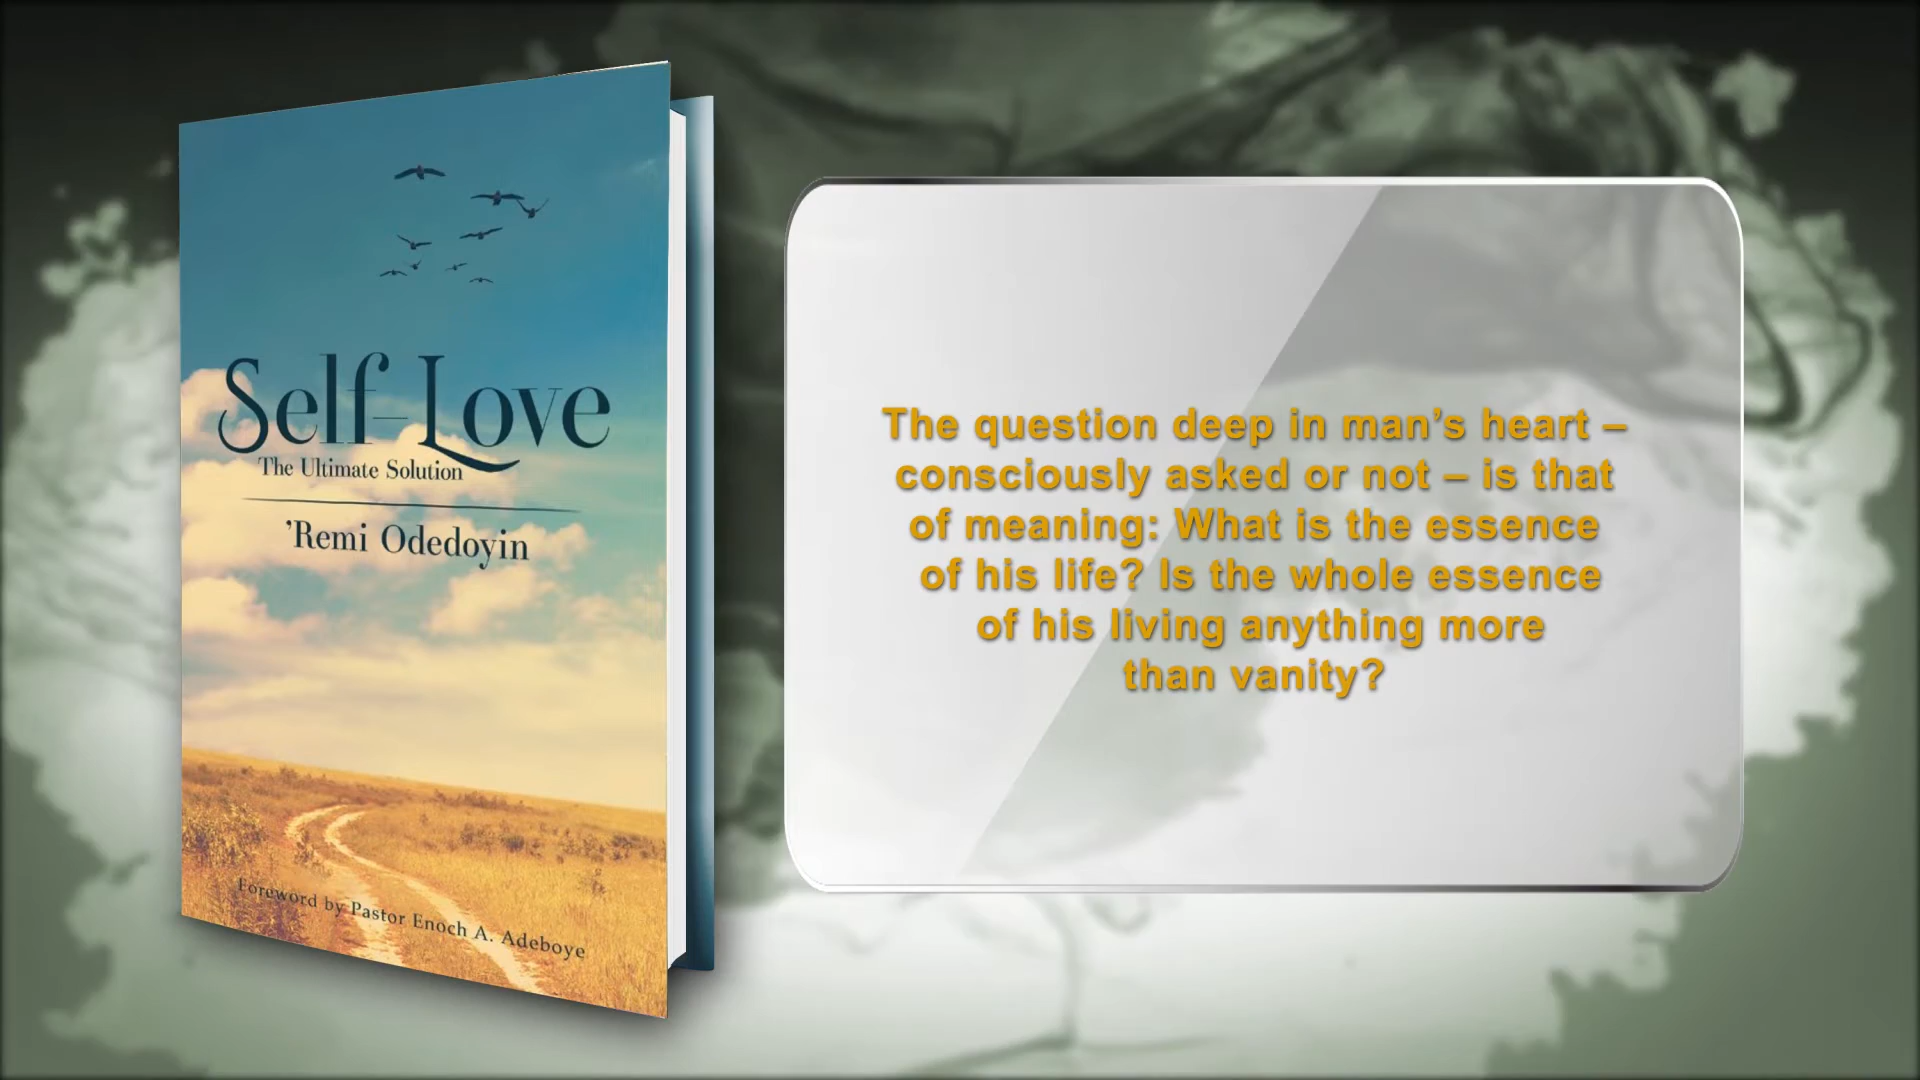 Self-Love
The Ultimate Solution
’Remi Odedoyin
Foreword by Pastor Enoch A. Adeboye
The question deep in man’s heart –
consciously asked or not – is that
of meaning: What is the essence
of his life? Is the whole essence
of his living anything more
than vanity?